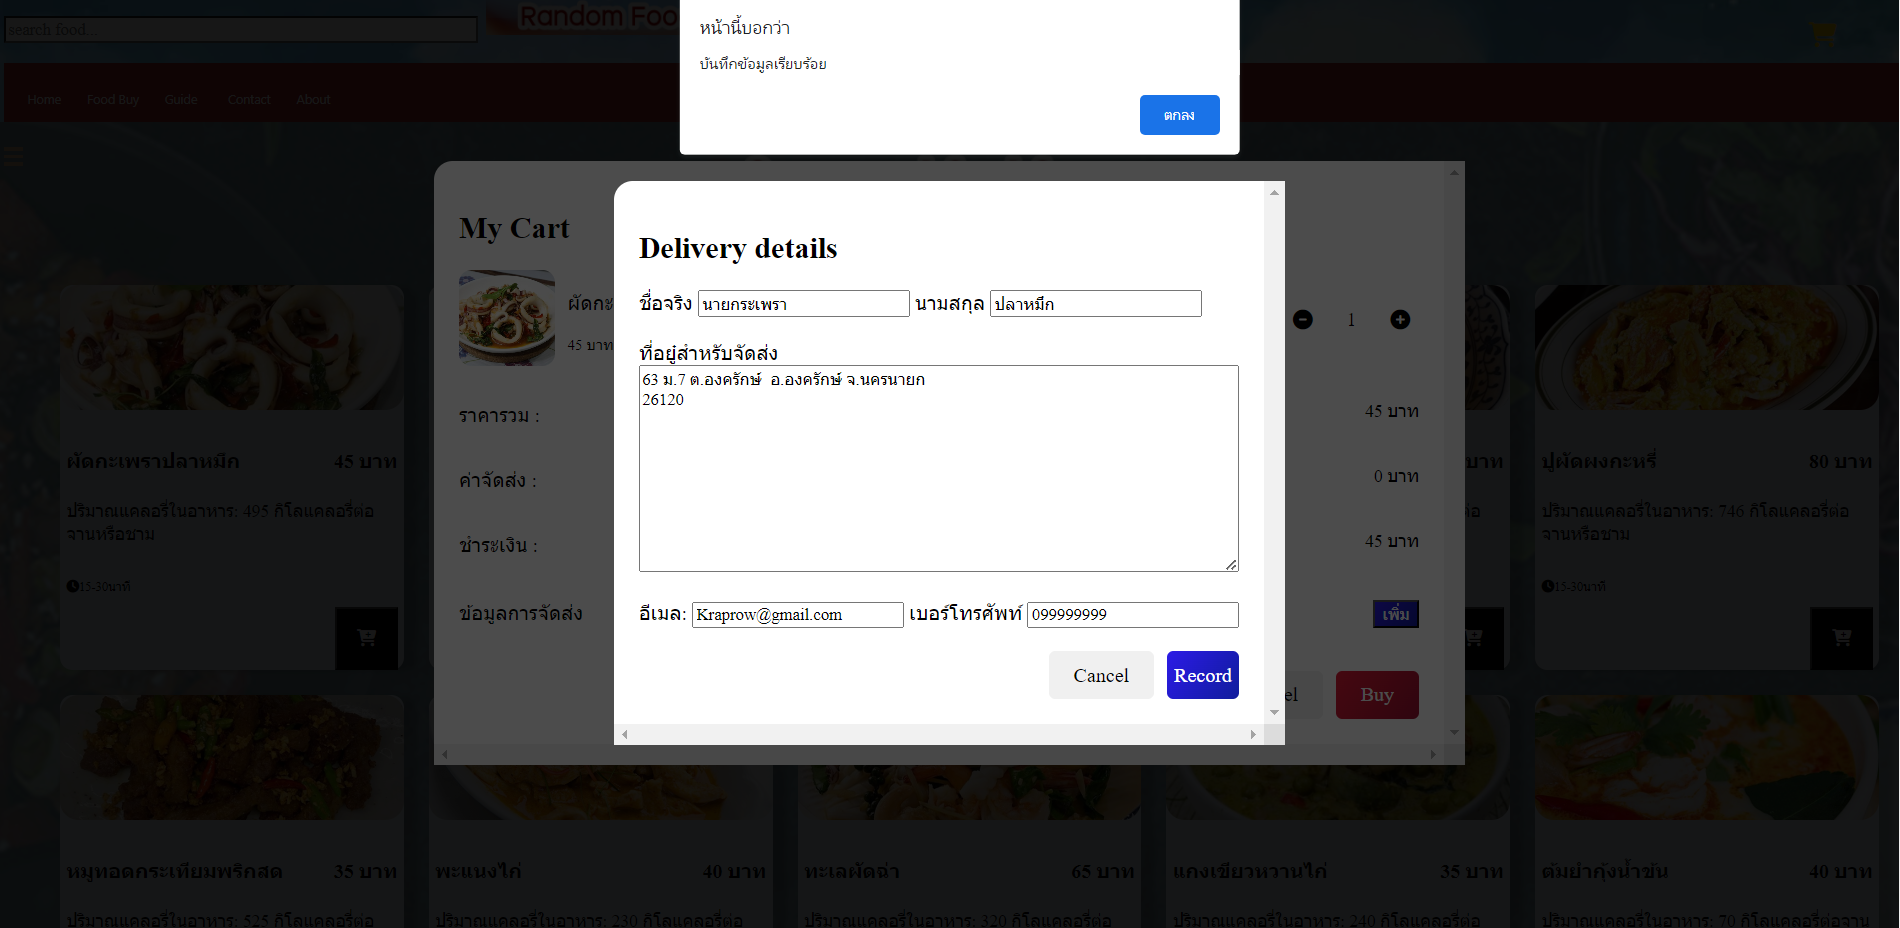 search food...
Random Foo
หน้านี้บอกว่า
บันทึกข้อมูลเรียบร้อย
ตกลง
Home Food Buy Guide Contact About
My Cart
ผัดกะ
45 บาท
1
ราคารวม :
45 บาท
ค่าจัดส่ง :
0 บาท
ชำระเงิน :
45 บาท
ข้อมูลการจัดส่ง
เพิ่ม
el
Buy
Delivery details
ชื่อจริง นายกระเพรา นามสกุล ปลาหมึก
ที่อยู่สำหรับจัดส่ง
63 ม.7 ต.องครักษ์ อ.องครักษ์ จ.นครนายก
26120
อีเมล: Kraprow@gmail.com เบอร์โทรศัพท์ 099999999
Cancel Record
ผัดกะเพราปลาหมึก 45 บาท
ปริมาณแคลอรี่ในอาหาร: 495 กิโลแคลอรี่ต่อ
จานหรือชาม
15-30นาที
บาท
ต่อ
ปูผัดผงกะหรี่ 80 บาท
ปริมาณแคลอรี่ในอาหาร: 746 กิโลแคลอรี่ต่อ
จานหรือชาม
15-30นาที
หมูทอดกระเทียมพริกสด 35 บาท
ปริมาณแคลอรี่ในอาหาร: 525 กิโลแคลอรี่ต่อ
พะแนงไก่ 40 บาท
ปริมาณแคลอรี่ในอาหาร: 230 กิโลแคลอรี่ต่อ
ทะเลผัดฉ่า 65 บาท
ปริมาณแคลอรี่ในอาหาร: 320 กิโลแคลอรี่ต่อ
แกงเขียวหวานไก่ 35 บาท
ปริมาณแคลอรี่ในอาหาร: 240 กิโลแคลอรี่ต่อ
ต้มยำกุ้งน้ำข้น 40 บาท
ปริมาณแคลอรี่ในอาหาร: 70 กิโลแคลอรี่ต่อจาน